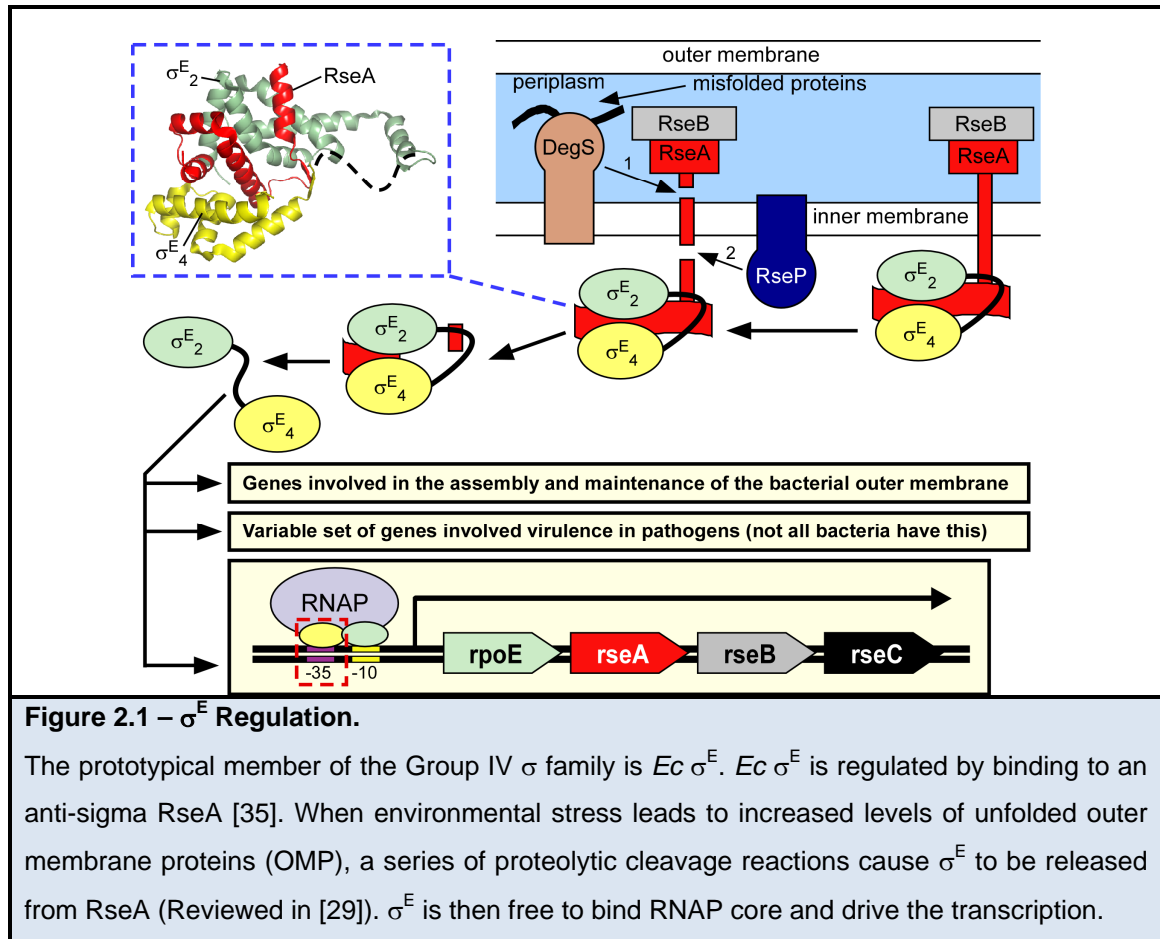 outer membrane
periplasm
misfolded proteins
σᴱ₂
RseA
RseB
RseB
DegS
1
RseA
RseA
inner membrane
σᴱ₄
2
RseP
σᴱ₂
σᴱ₂
σᴱ₂
σᴱ₂
σᴱ₄
σᴱ₄
σᴱ₄
σᴱ₄
Genes involved in the assembly and maintenance of the bacterial outer membrane
Variable set of genes involved virulence in pathogens (not all bacteria have this)
RNAP
rpoE
rseA
rseB
rseC
-35
-10
Figure 2.1 – σᴱ Regulation.
The prototypical member of the Group IV σ family is Ec σᴱ. Ec σᴱ is regulated by binding to an
anti-sigma RseA [35]. When environmental stress leads to increased levels of unfolded outer
membrane proteins (OMP), a series of proteolytic cleavage reactions cause σᴱ to be released
from RseA (Reviewed in [29]). σᴱ is then free to bind RNAP core and drive the transcription.